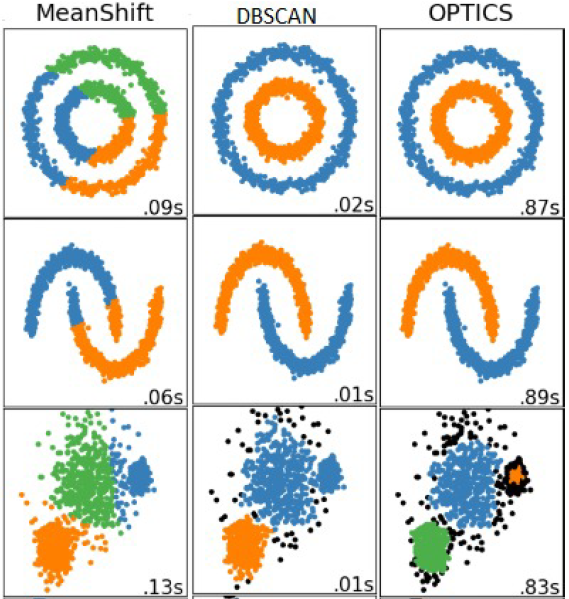 MeanShift DBSCAN OPTICS
.09s .02s .87s
.06s .01s .89s
.13s .01s .83s